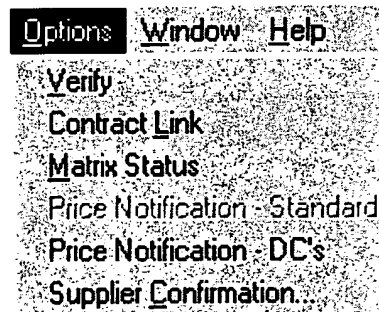 Options Window Help
Verify
Contract Link
Matrix Status
Price Notification - Standard
Price Notification - DC's
Supplier Confirmation...